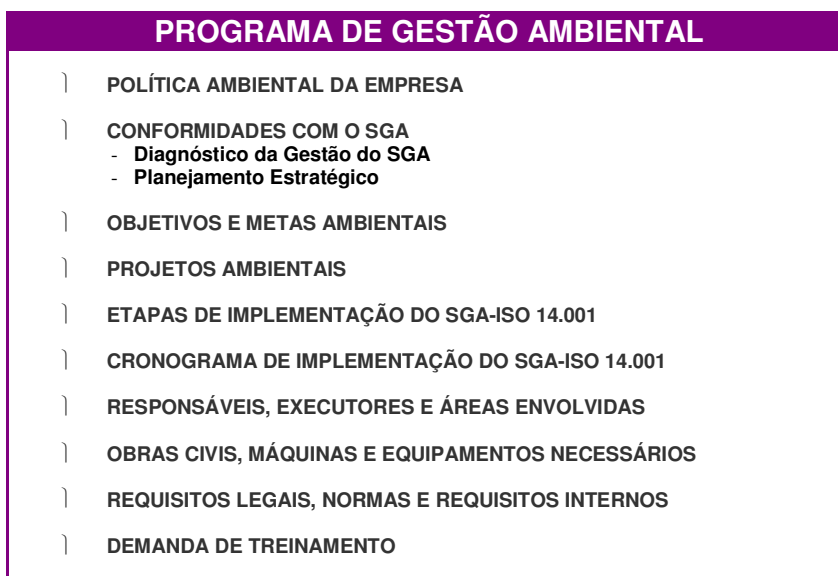 PROGRAMA DE GESTÃO AMBIENTAL
POLÍTICA AMBIENTAL DA EMPRESA
CONFORMIDADES COM O SGA
- Diagnóstico da Gestão do SGA
- Planejamento Estratégico
OBJETIVOS E METAS AMBIENTAIS
PROJETOS AMBIENTAIS
ETAPAS DE IMPLEMENTAÇÃO DO SGA-ISO 14.001
CRONOGRAMA DE IMPLEMENTAÇÃO DO SGA-ISO 14.001
RESPONSÁVEIS, EXECUTORES E ÁREAS ENVOLVIDAS
OBRAS CIVIS, MÁQUINAS E EQUIPAMENTOS NECESSÁRIOS
REQUISITOS LEGAIS, NORMAS E REQUISITOS INTERNOS
DEMANDA DE TREINAMENTO